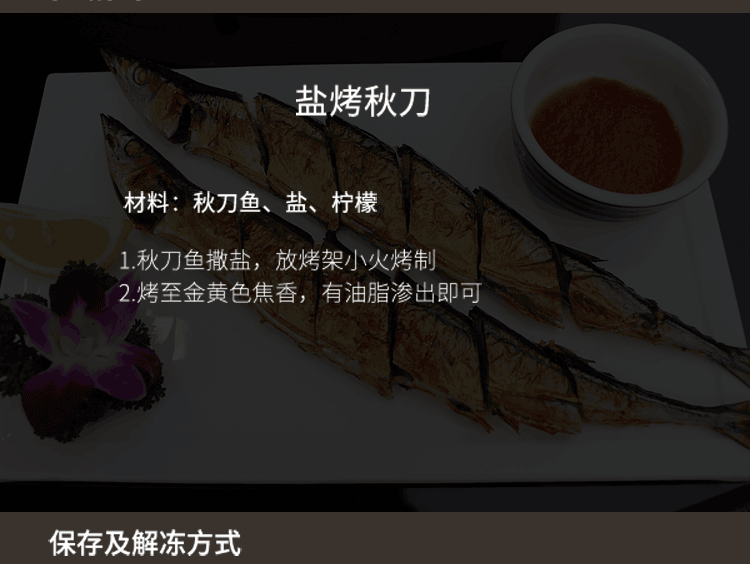 盐烤秋刀
材料：秋刀鱼、盐、柠檬
1.秋刀鱼撒盐，放烤架小火烤制
2.烤至金黄色焦香，有油脂渗出即可
保存及解冻方式